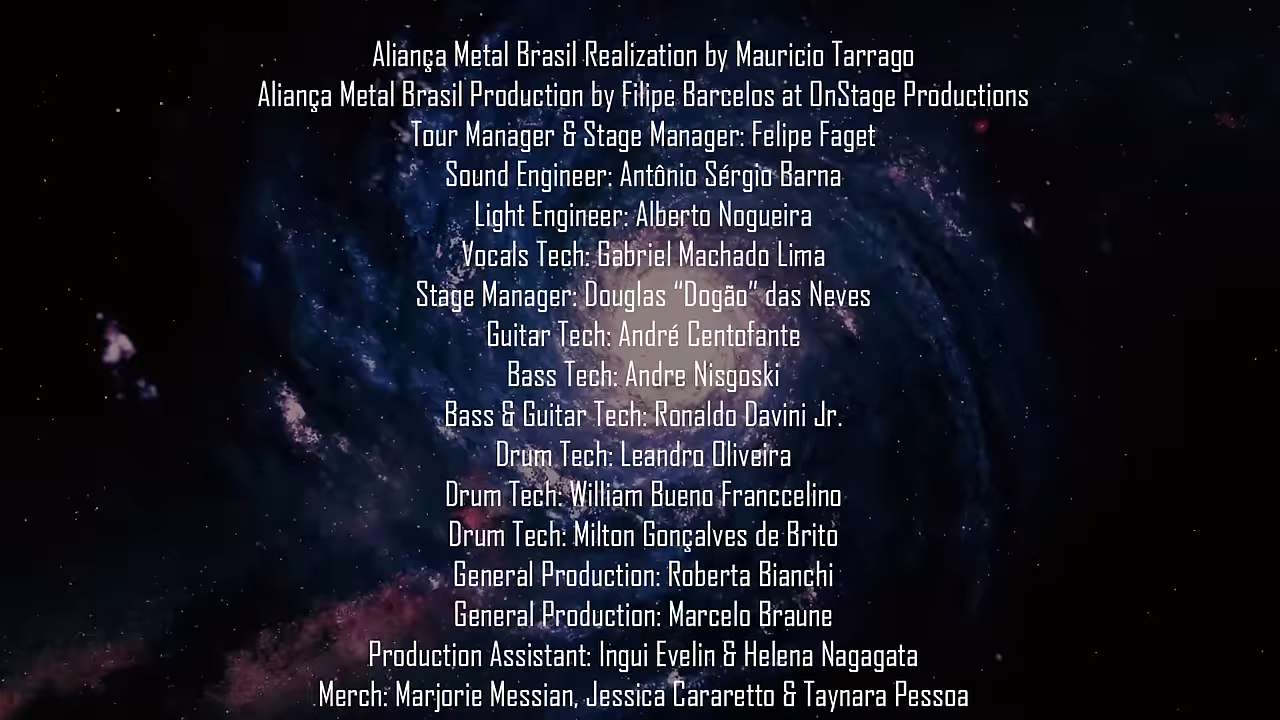 Aliança Metal Brasil Realization by Mauricio Tarrago
Aliança Metal Brasil Production by Filipe Barcelos at OnStage Productions
Tour Manager & Stage Manager: Felipe Faget
Sound Engineer: Antônio Sérgio Barna
Light Engineer: Alberto Nogueira
Vocals Tech: Gabriel Machado Lima
Stage Manager: Douglas “Dogão” das Neves
Guitar Tech: André Centofante
Bass Tech: Andre Nisgoski
Bass & Guitar Tech: Ronaldo Davini Jr.
Drum Tech: Leandro Oliveira
Drum Tech: William Bueno Franccelino
Drum Tech: Milton Gonçalves de Brito
General Production: Roberta Bianchi
General Production: Marcelo Braune
Production Assistant: Ingui Evelin & Helena Nagagata
Merch: Marjorie Messian, Jessica Cararetto & Taynara Pessoa